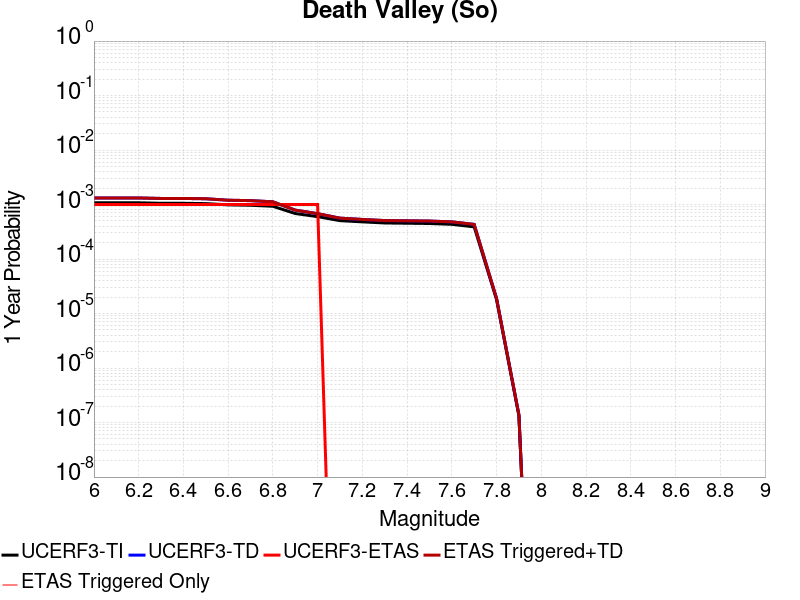 Death Valley (So)
1 Year Probability
10^0
10^-1
10^-2
10^-3
10^-4
10^-5
10^-6
10^-7
10^-8
6 6.2 6.4 6.6 6.8 7 7.2 7.4 7.6 7.8 8 8.2 8.4 8.6 8.8 9
Magnitude
UCERF3-TI UCERF3-TD UCERF3-ETAS ETAS Triggered+TD
ETAS Triggered Only